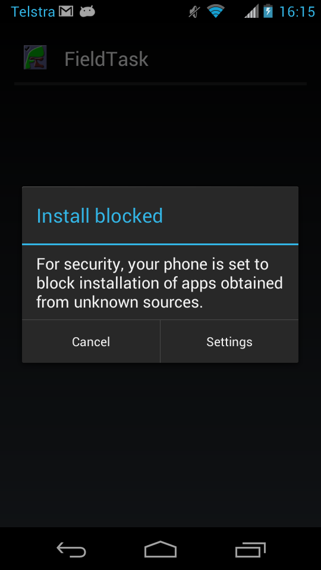 Telstra 16:15
FieldTask
Install blocked
For security, your phone is set to
block installation of apps obtained
from unknown sources.
Cancel Settings